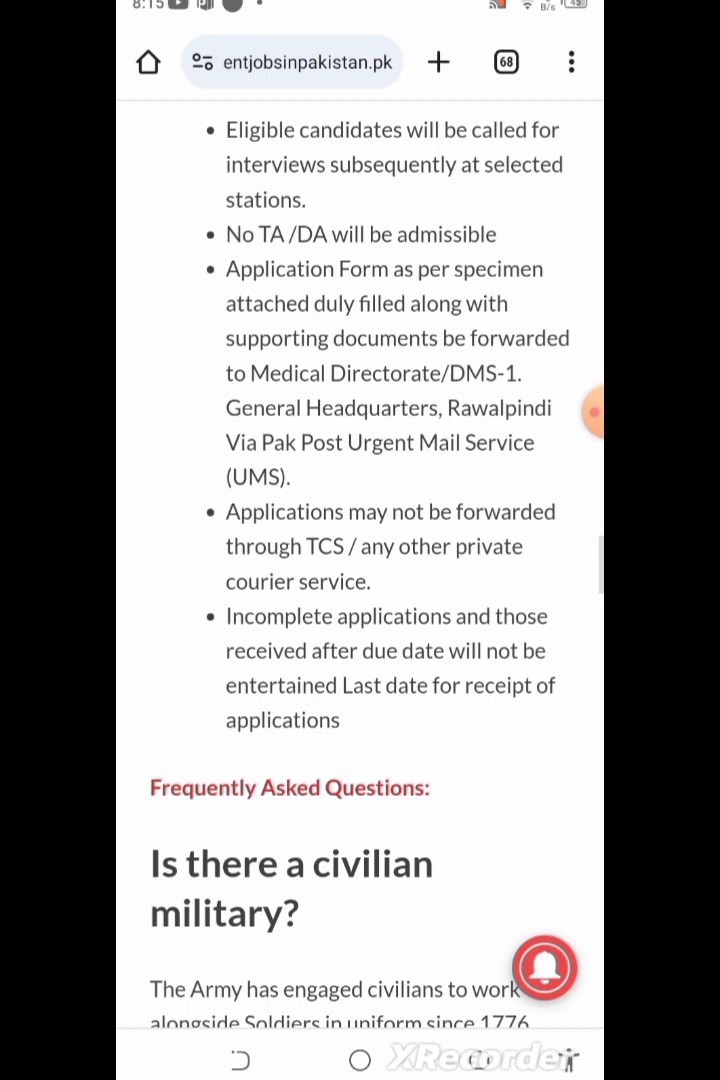 8:15
B/s
45
entjobsinpakistan.pk
68
Eligible candidates will be called for
interviews subsequently at selected
stations.
No TA /DA will be admissible
Application Form as per specimen
attached duly filled along with
supporting documents be forwarded
to Medical Directorate/DMS-1.
General Headquarters, Rawalpindi
Via Pak Post Urgent Mail Service
(UMS).
Applications may not be forwarded
through TCS / any other private
courier service.
Incomplete applications and those
received after due date will not be
entertained Last date for receipt of
applications
Frequently Asked Questions:
Is there a civilian
military?
The Army has engaged civilians to work
alongside Soldiers in uniform since 1776
XRecorder